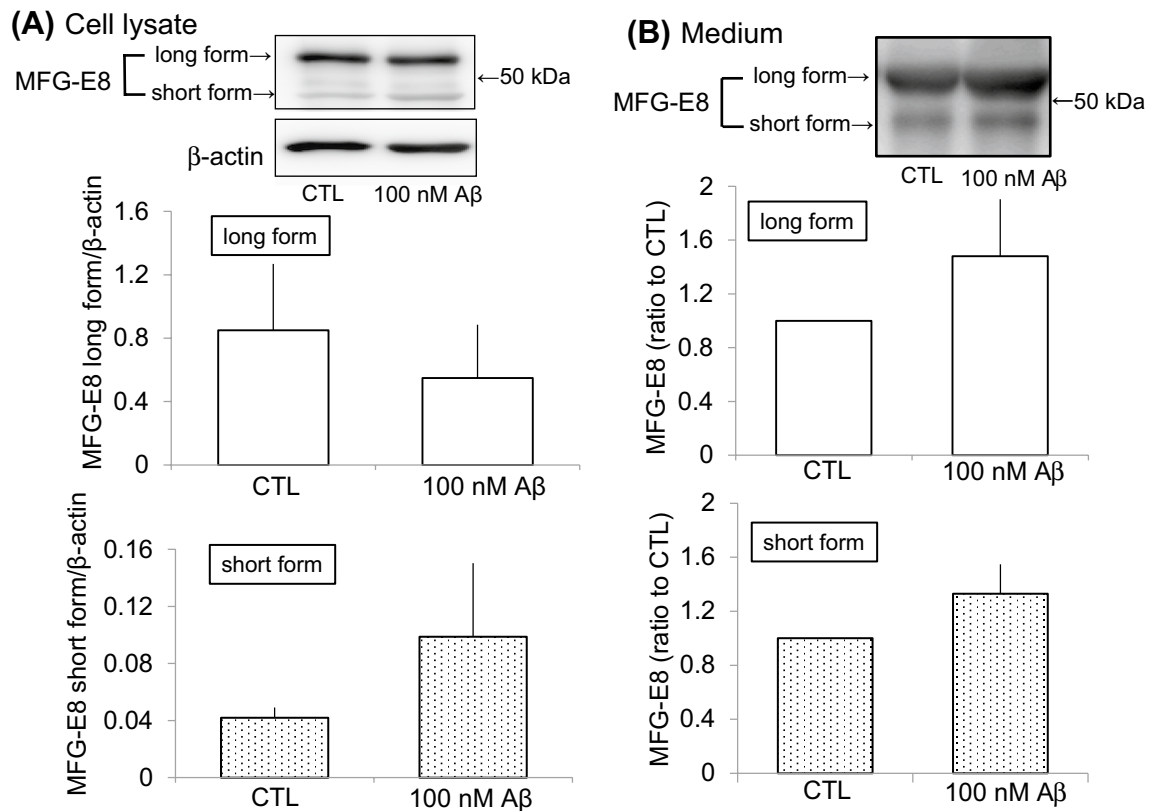 (A) Cell lysate
MFG-E8
long form→
short form→
←50 kDa
β-actin
CTL
100 nM Aβ
MFG-E8 long form/β-actin
1.6
1.2
0.8
0.4
0
long form
CTL
100 nM Aβ
MFG-E8 short form/β-actin
0.16
0.12
0.08
0.04
0
short form
CTL
100 nM Aβ
(B) Medium
MFG-E8
long form→
short form→
←50 kDa
CTL
100 nM Aβ
MFG-E8 (ratio to CTL)
2
1.6
1.2
0.8
0.4
0
long form
CTL
100 nM Aβ
MFG-E8 (ratio to CTL)
2
1.6
1.2
0.8
0.4
0
short form
CTL
100 nM Aβ